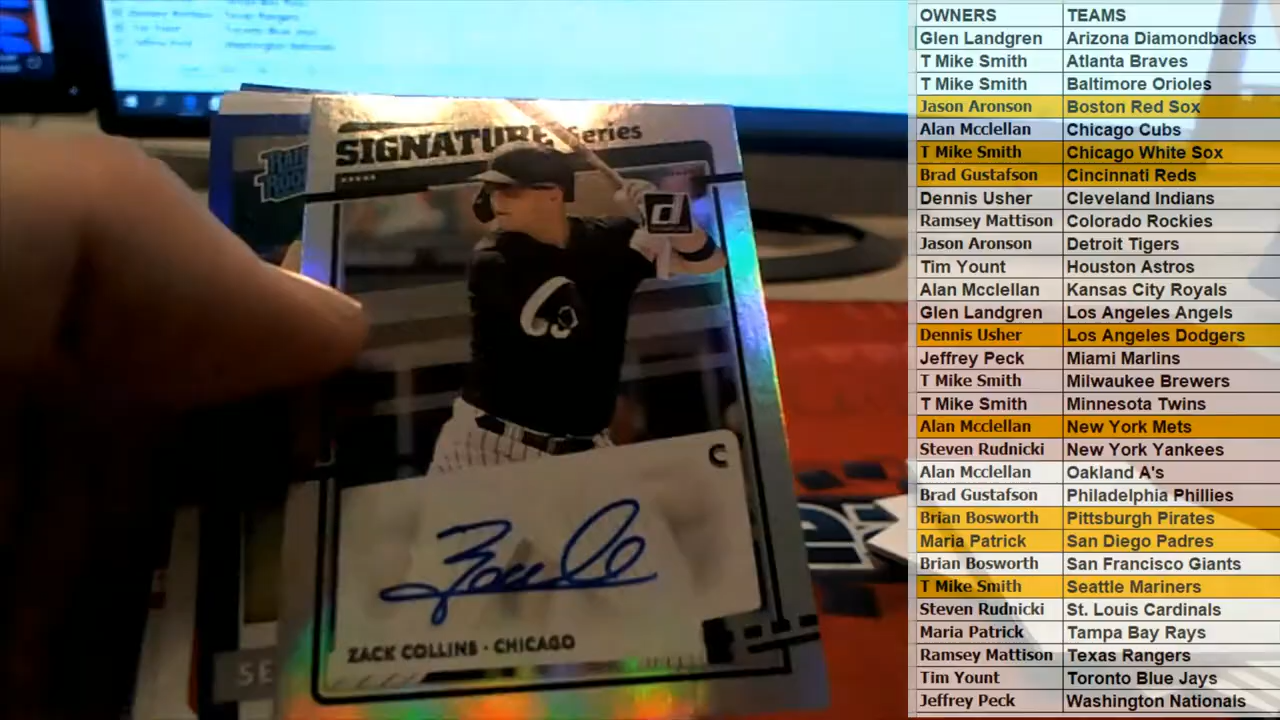 SIGNATURE Series
d
C
ZACK COLLINS · CHICAGO
SE
OWNERS TEAMS
Glen Landgren Arizona Diamondbacks
T Mike Smith Atlanta Braves
T Mike Smith Baltimore Orioles
Jason Aronson Boston Red Sox
Alan Mcclellan Chicago Cubs
T Mike Smith Chicago White Sox
Brad Gustafson Cincinnati Reds
Dennis Usher Cleveland Indians
Ramsey Mattison Colorado Rockies
Jason Aronson Detroit Tigers
Tim Yount Houston Astros
Alan Mcclellan Kansas City Royals
Glen Landgren Los Angeles Angels
Dennis Usher Los Angeles Dodgers
Jeffrey Peck Miami Marlins
T Mike Smith Milwaukee Brewers
T Mike Smith Minnesota Twins
Alan Mcclellan New York Mets
Steven Rudnicki New York Yankees
Alan Mcclellan Oakland A's
Brad Gustafson Philadelphia Phillies
Brian Bosworth Pittsburgh Pirates
Maria Patrick San Diego Padres
Brian Bosworth San Francisco Giants
T Mike Smith Seattle Mariners
Steven Rudnicki St. Louis Cardinals
Maria Patrick Tampa Bay Rays
Ramsey Mattison Texas Rangers
Tim Yount Toronto Blue Jays
Jeffrey Peck Washington Nationals